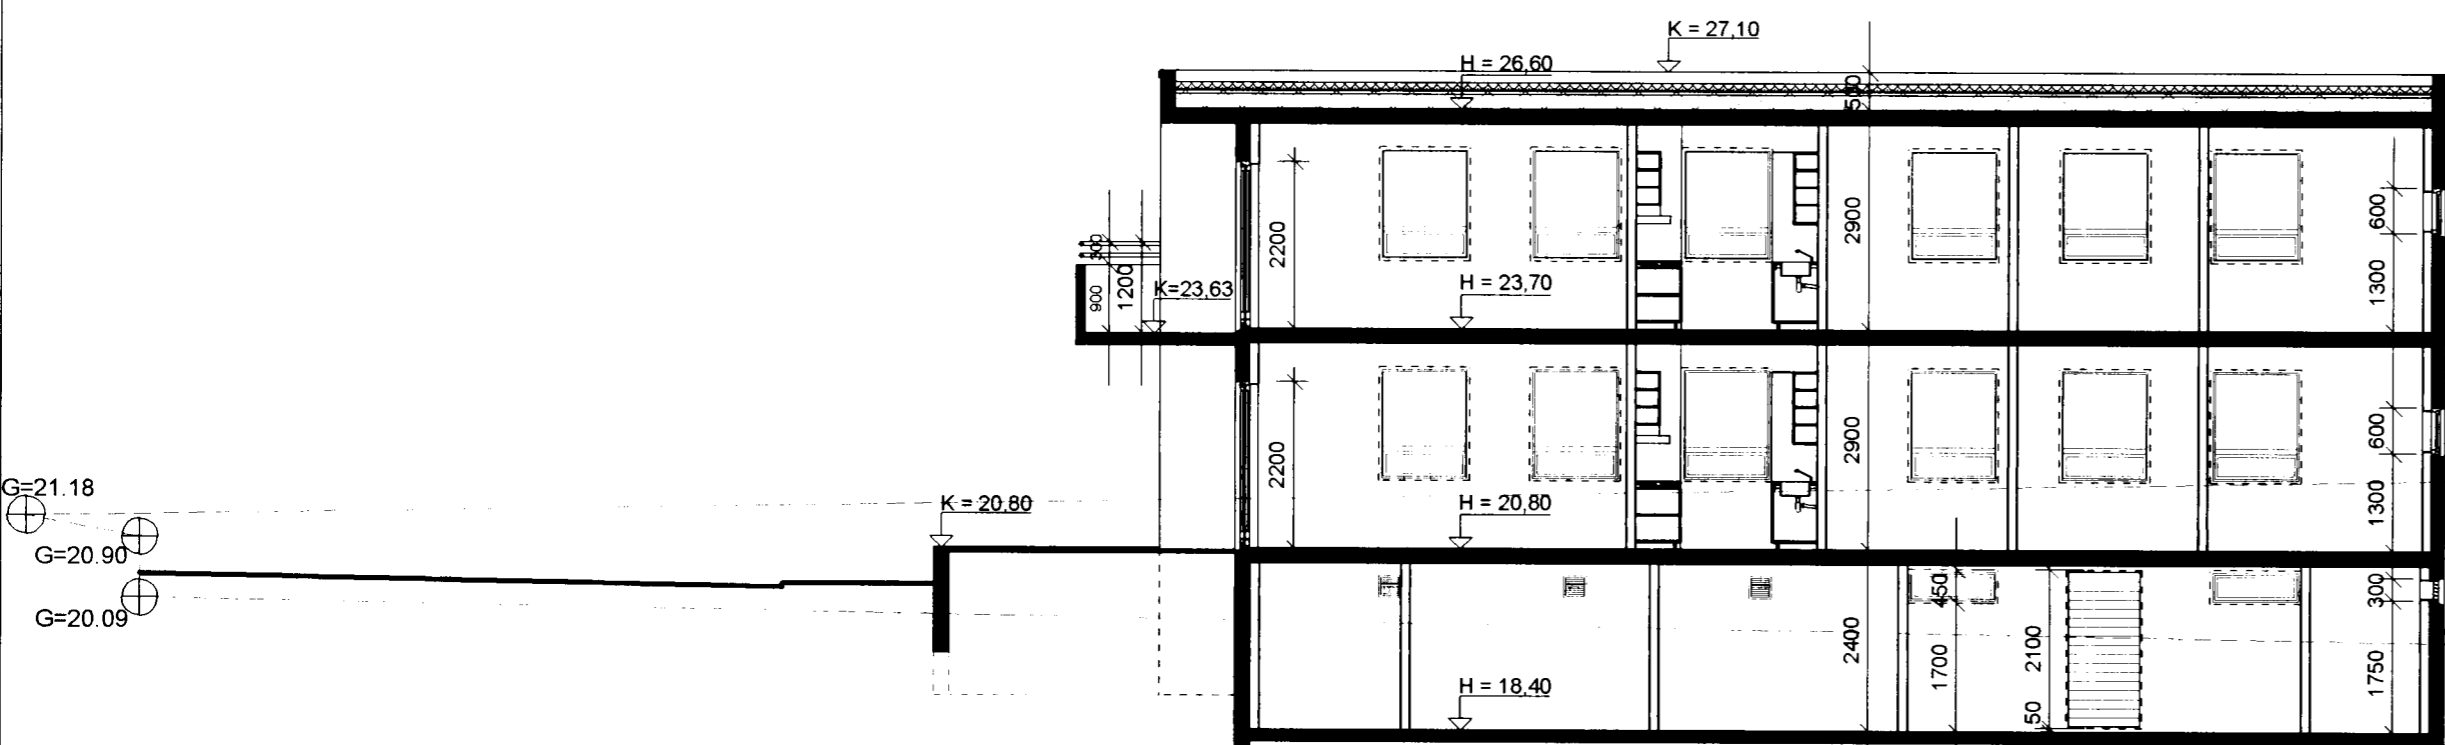 K = 27,10
H = 26,60
500
2200
2900
600
1300
300
900
1200
K=23,63
H = 23,70
2200
2900
600
1300
G=21.18
G=20.90
G=20.09
K = 20,80
H = 20,80
450
300
2400
1700
2100
50
1750
H = 18,40